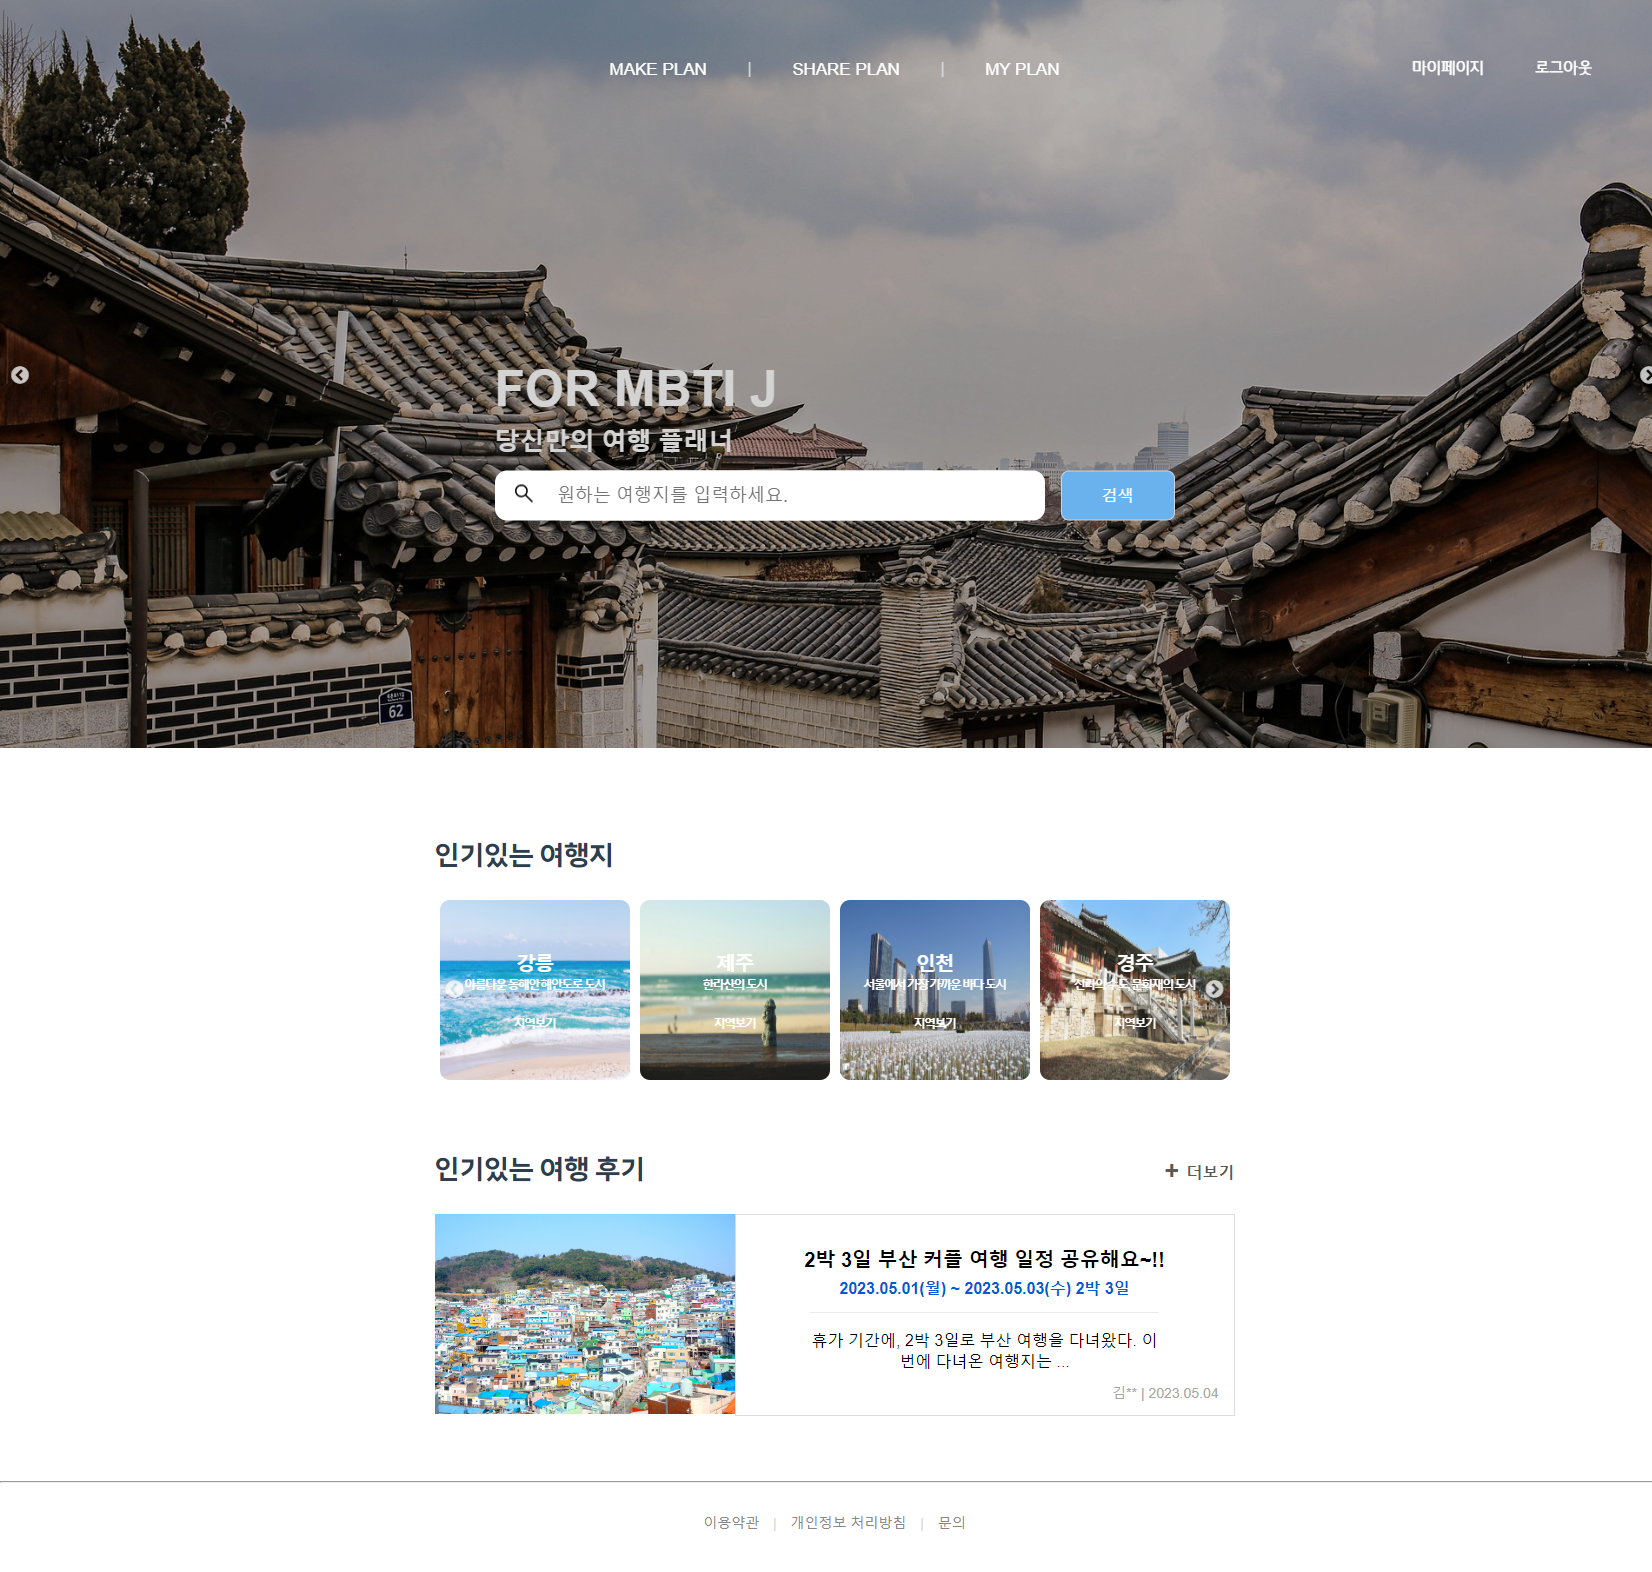 MAKE PLAN | SHARE PLAN | MY PLAN
마이페이지 로그아웃
FOR MBTI J
당신만의 여행 플래너
원하는 여행지를 입력하세요.
검색
62
인기있는 여행지
강릉
아름다운 동해안 해안도로 도시
지역보기
제주
한라산의 도시
지역보기
인천
서울에서 가장 가까운 바다 도시
지역보기
경주
신라의 수도, 문화재의 도시
지역보기
인기있는 여행 후기
+ 더보기
2박 3일 부산 커플 여행 일정 공유해요~!!
2023.05.01(월) ~ 2023.05.03(수) 2박 3일
휴가 기간에, 2박 3일로 부산 여행을 다녀왔다. 이
번에 다녀온 여행지는 ...
김** | 2023.05.04
이용약관 | 개인정보 처리방침 | 문의